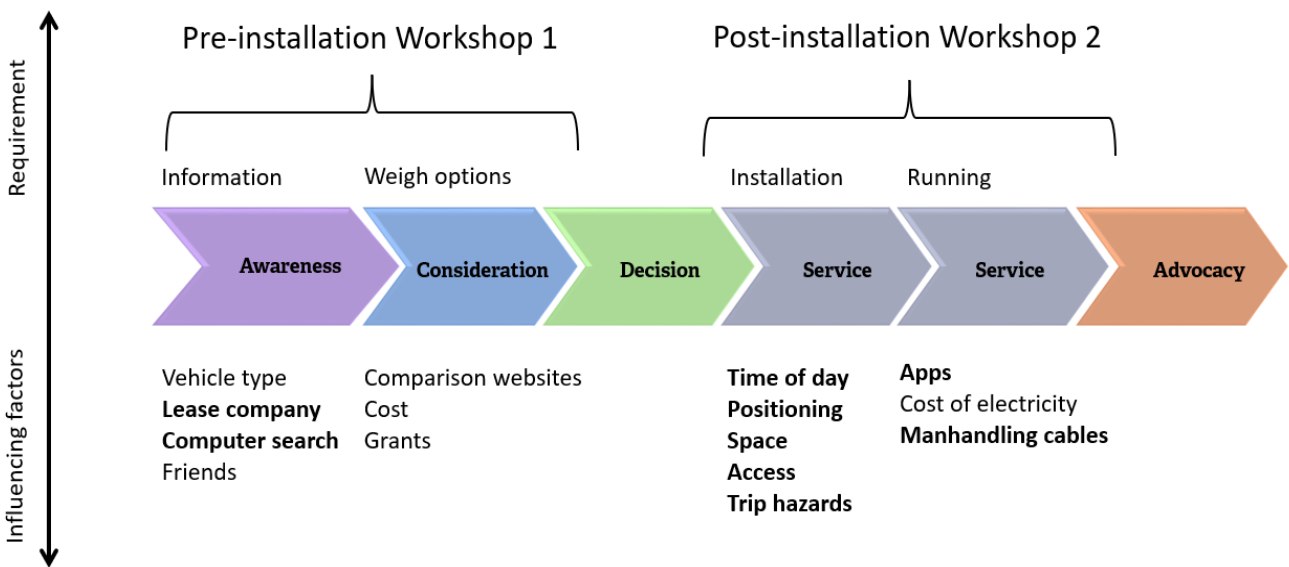 Pre-installation Workshop 1
Post-installation Workshop 2
Requirement
Information
Weigh options
Installation
Running
Awareness
Consideration
Decision
Service
Service
Advocacy
Influencing factors
Vehicle type
Lease company
Computer search
Friends
Comparison websites
Cost
Grants
Time of day
Positioning
Space
Access
Trip hazards
Apps
Cost of electricity
Manhandling cables